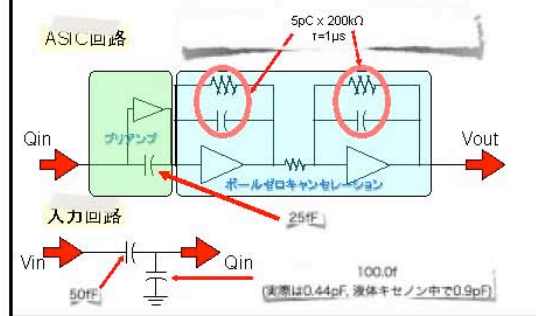 5pC x 200kΩ
τ=1μs
ASIC回路
Qin
プリアンプ
Vout
ポールゼロキャンセレーション
25fF
入力回路
Vin
Qin
50fF
100.0f
(実際は0.44pF, 液体キセノン中で0.9pF)